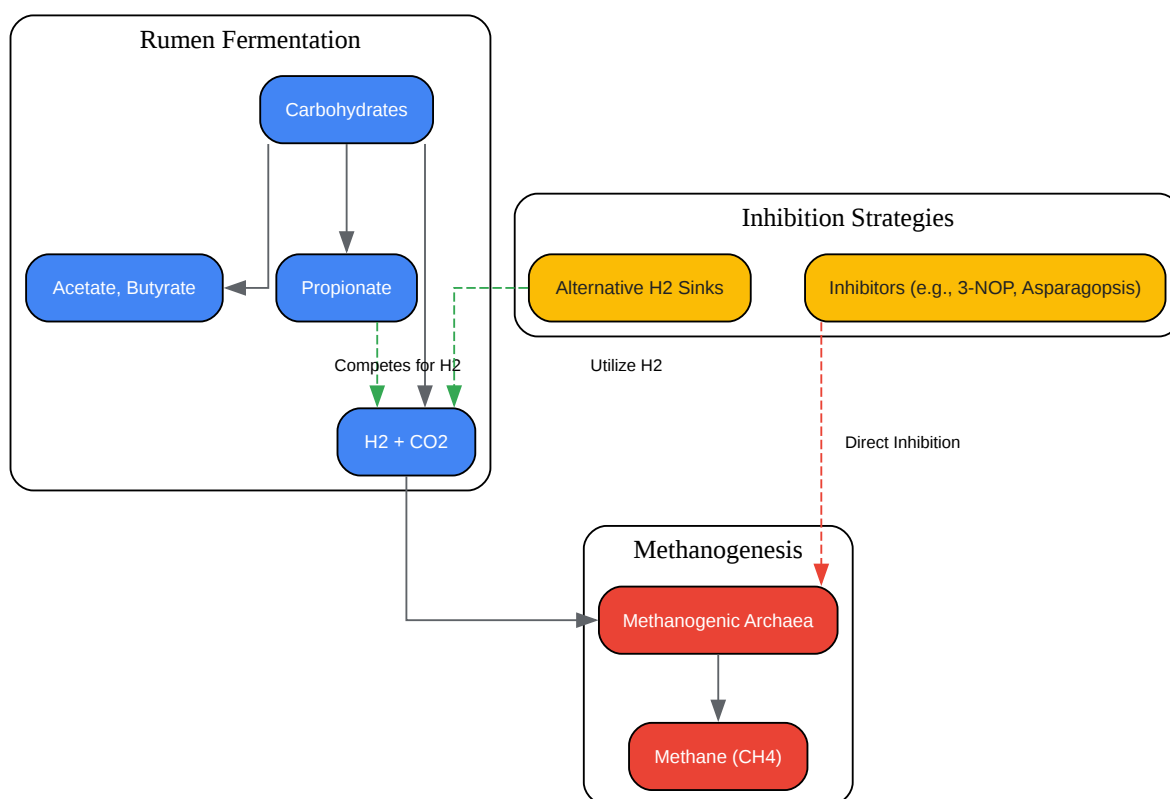 Rumen Fermentation
Carbohydrates
Inhibition Strategies
Acetate, Butyrate
Propionate
Alternative H2 Sinks
Inhibitors (e.g., 3-NOP, Asparagopsis)
Competes for H2
Utilize H2
H2 + CO2
Direct Inhibition
Methanogenesis
Methanogenic Archaea
Methane (CH4)